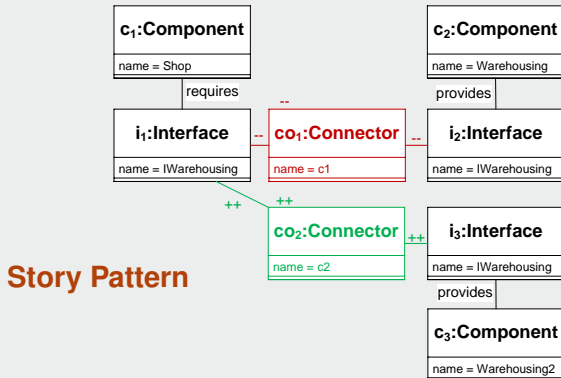 c₁:Component
name = Shop
c₂:Component
name = Warehousing
requires
provides
--
i₁:Interface
name = IWarehousing
--
co₁:Connector
name = c1
--
i₂:Interface
name = IWarehousing
++
++
co₂:Connector
name = c2
++
i₃:Interface
name = IWarehousing
Story Pattern
provides
c₃:Component
name = Warehousing2